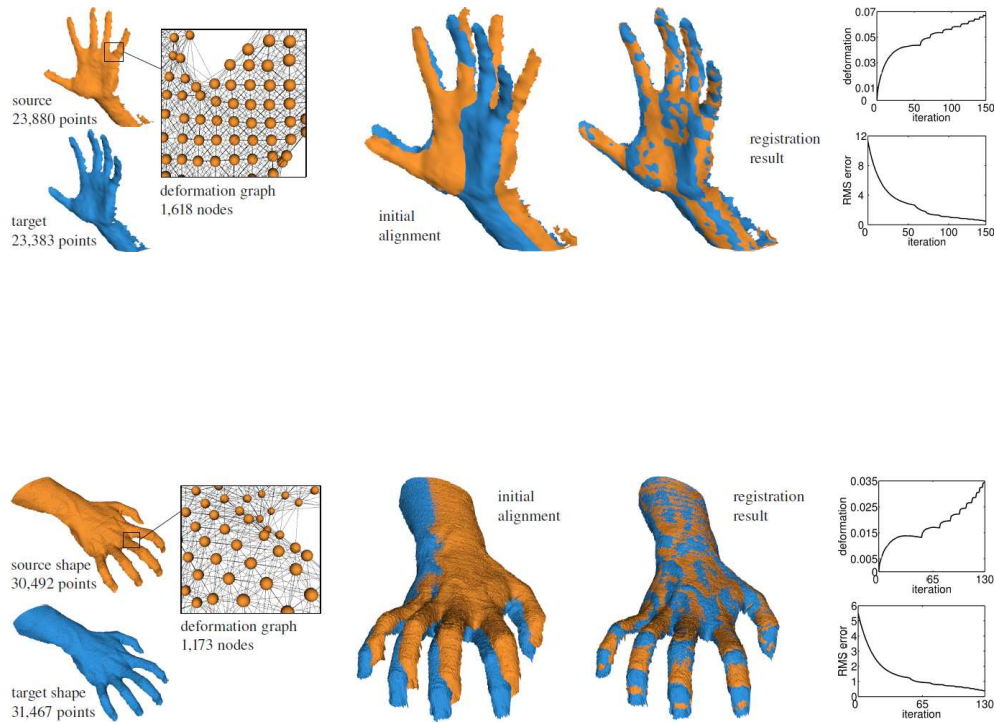 source
23,880 points
target
23,383 points
deformation graph
1,618 nodes
initial
alignment
registration
result
deformation
0.07
0.05
0.03
0.01
0
0
50
100
150
iteration
RMS error
12
8
4
0
0
50
100
150
iteration
source shape
30,492 points
target shape
31,467 points
deformation graph
1,173 nodes
initial
alignment
registration
result
deformation
0.035
0.025
0.015
0.005
0
0
65
130
iteration
RMS error
6
5
4
3
2
1
0
0
65
130
iteration